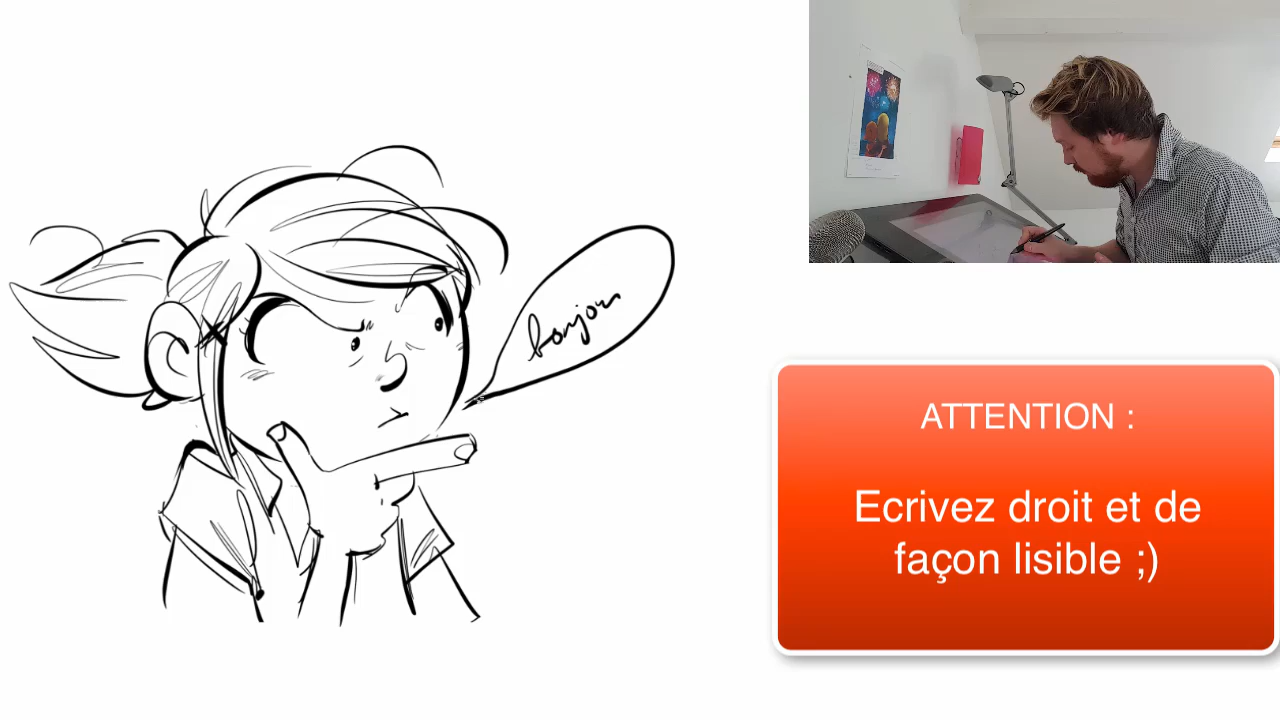 bonjour
ATTENTION :
Ecrivez droit et de
façon lisible ;)